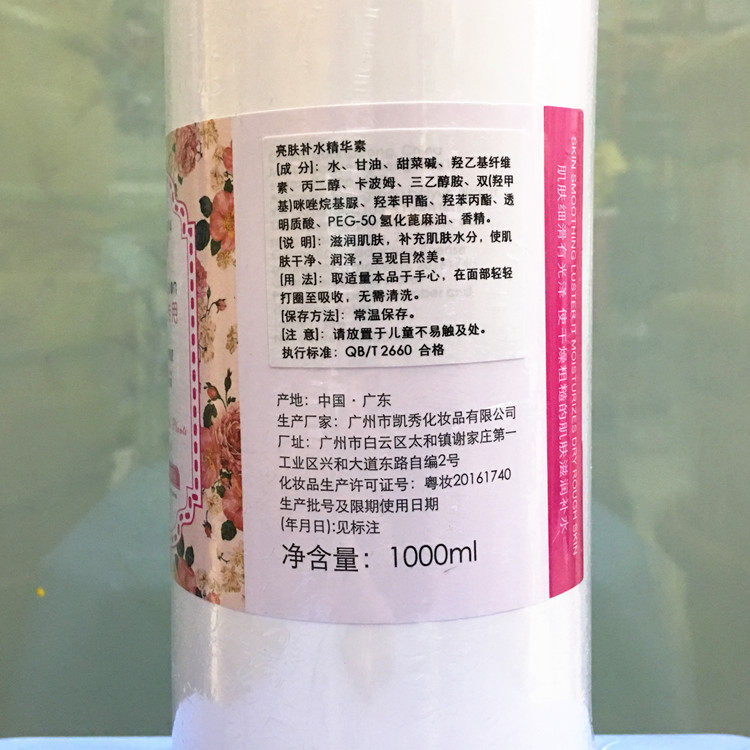 亮肤补水精华素
[成 分]：水、甘油、甜菜碱、羟乙基纤维
素、丙二醇、卡波姆、三乙醇胺、双(羟甲
基)咪唑烷基脲、羟苯甲酯、羟苯丙酯、透
明质酸、PEG-50 氢化蓖麻油、香精。
[说 明]：滋润肌肤，补充肌肤水分，使肌
肤干净、润泽，呈现自然美。
[用 法]：取适量本品于手心，在面部轻轻
打圈至吸收，无需清洗。
[保存方法]：常温保存。
[注 意]：请放置于儿童不易触及处。
执行标准：QB/T 2660 合格
产地：中国·广东
生产厂家：广州市凯秀化妆品有限公司
厂址：广州市白云区太和镇谢家庄第一
工业区兴和大道东路自编2号
化妆品生产许可证号：粤妆20161740
生产批号及限期使用日期
(年月日):见标注
净含量：1000ml
SKIN SMOOTHING LUSTER.IT MOISTURIZES DRY ROUGH SKIN
肌肤细滑有光泽 使干燥粗糙的肌肤滋润补水